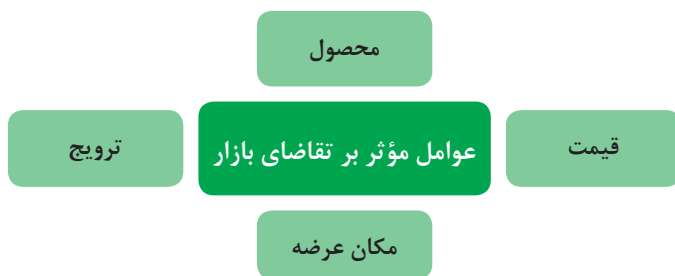 محصول
قیمت
عوامل مؤثر بر تقاضای بازار
ترویج
مکان عرضه